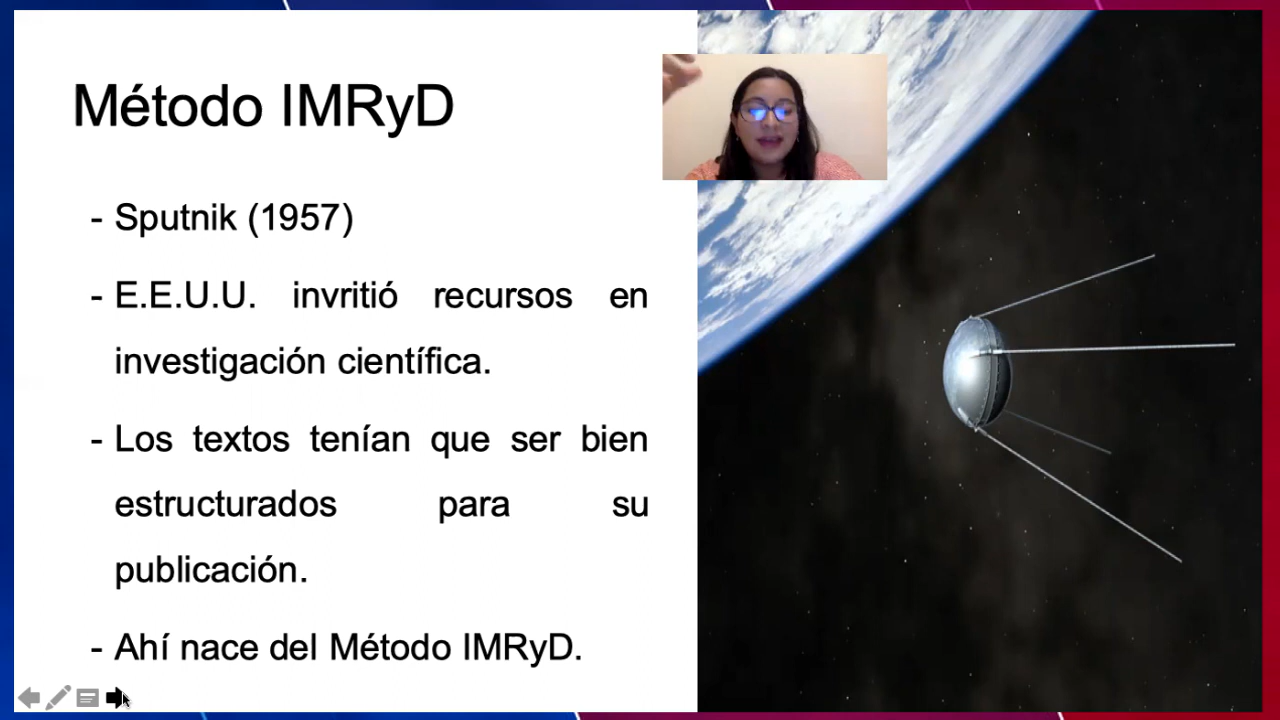 Método IMRyD
- Sputnik (1957)
- E.E.U.U. invritió recursos en
investigación científica.
- Los textos tenían que ser bien
estructurados para su
publicación.
- Ahí nace del Método IMRyD.